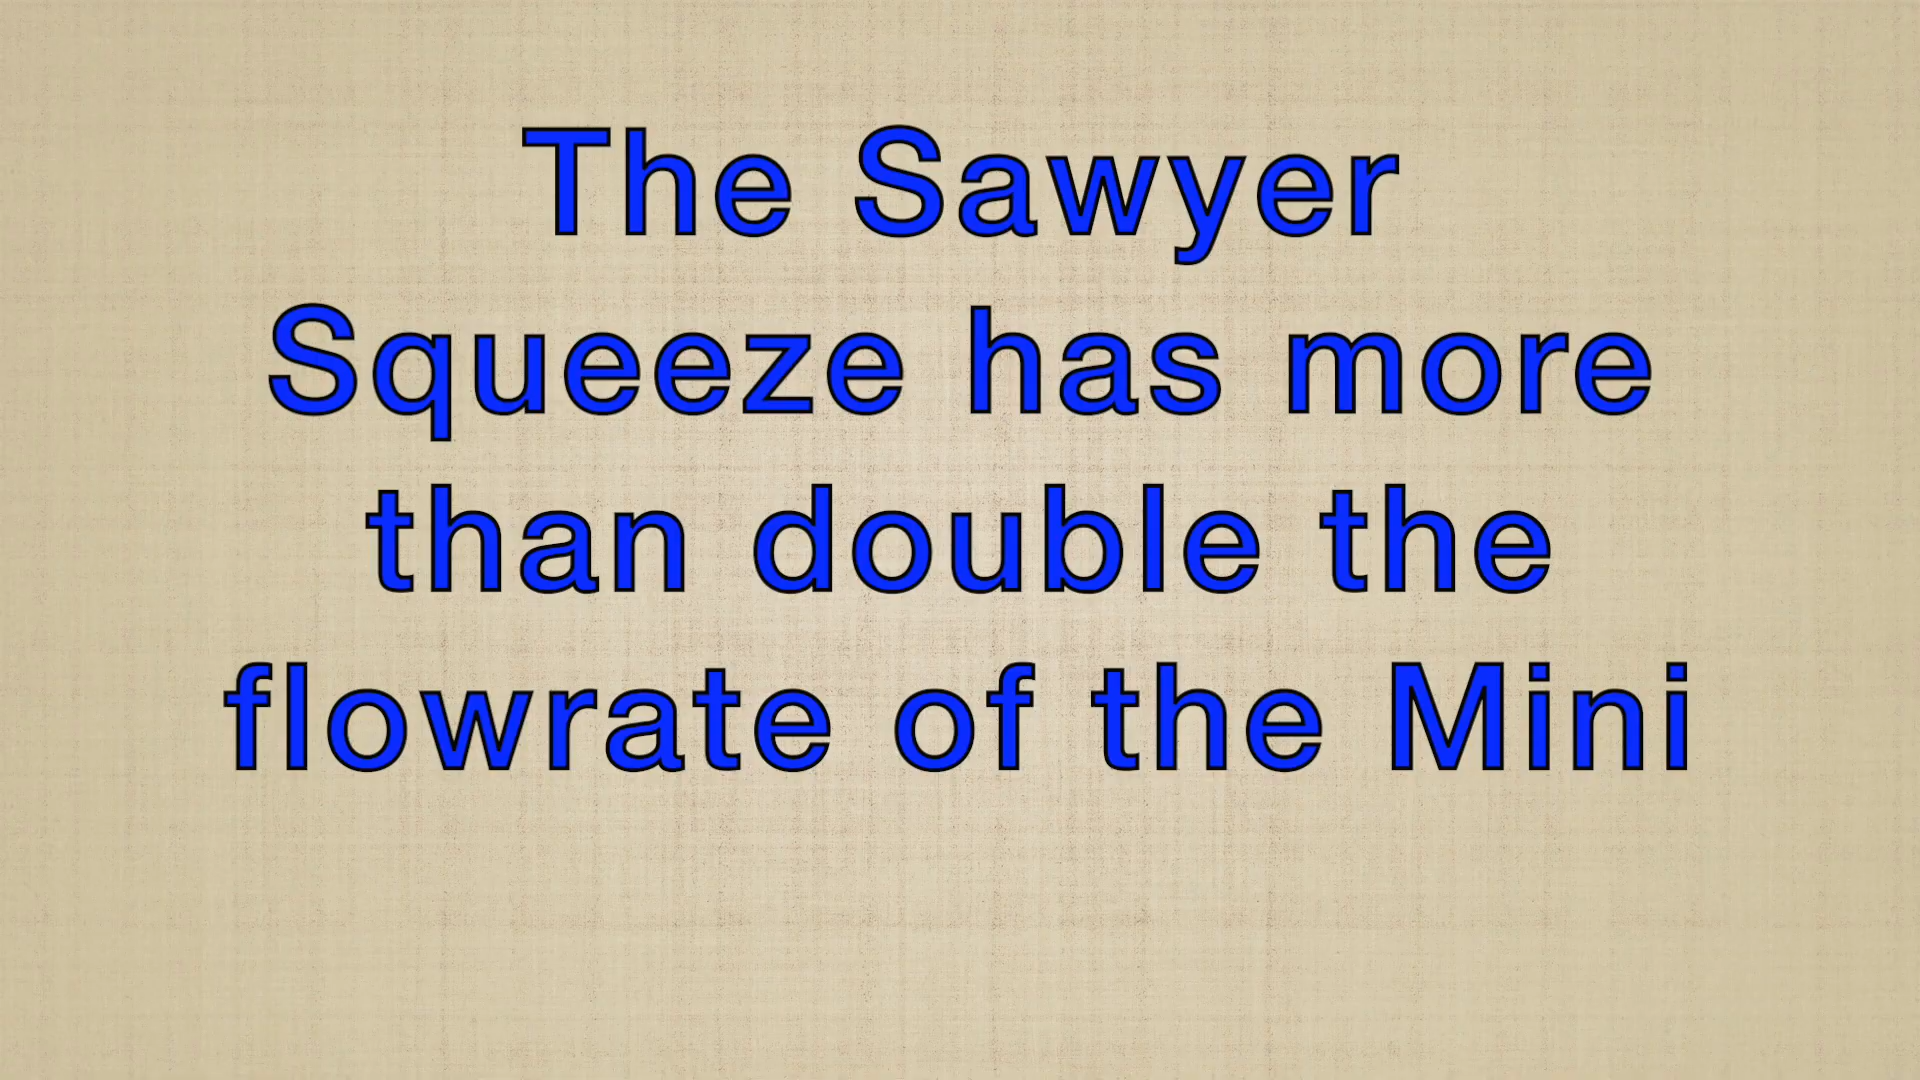 The Sawyer
Squeeze has more
than double the
flowrate of the Mini